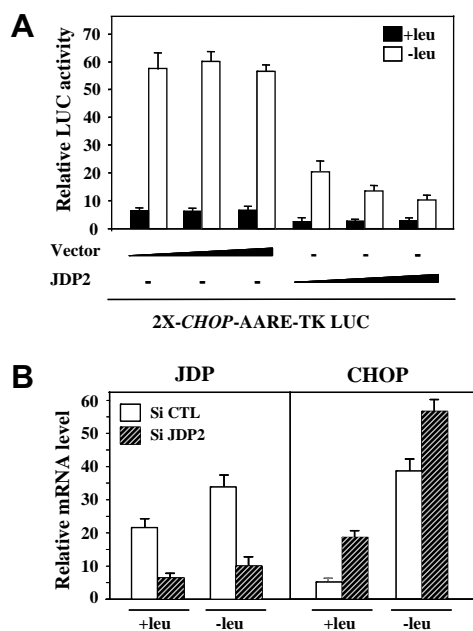 A
+leu
-leu
Relative LUC activity
70
60
50
40
30
20
10
0
Vector - - -
JDP2 - - -
2X-CHOP-AARE-TK LUC
B
JDP CHOP
Si CTL
Si JDP2
Relative mRNA level
60
50
40
30
20
10
0
+leu -leu +leu -leu